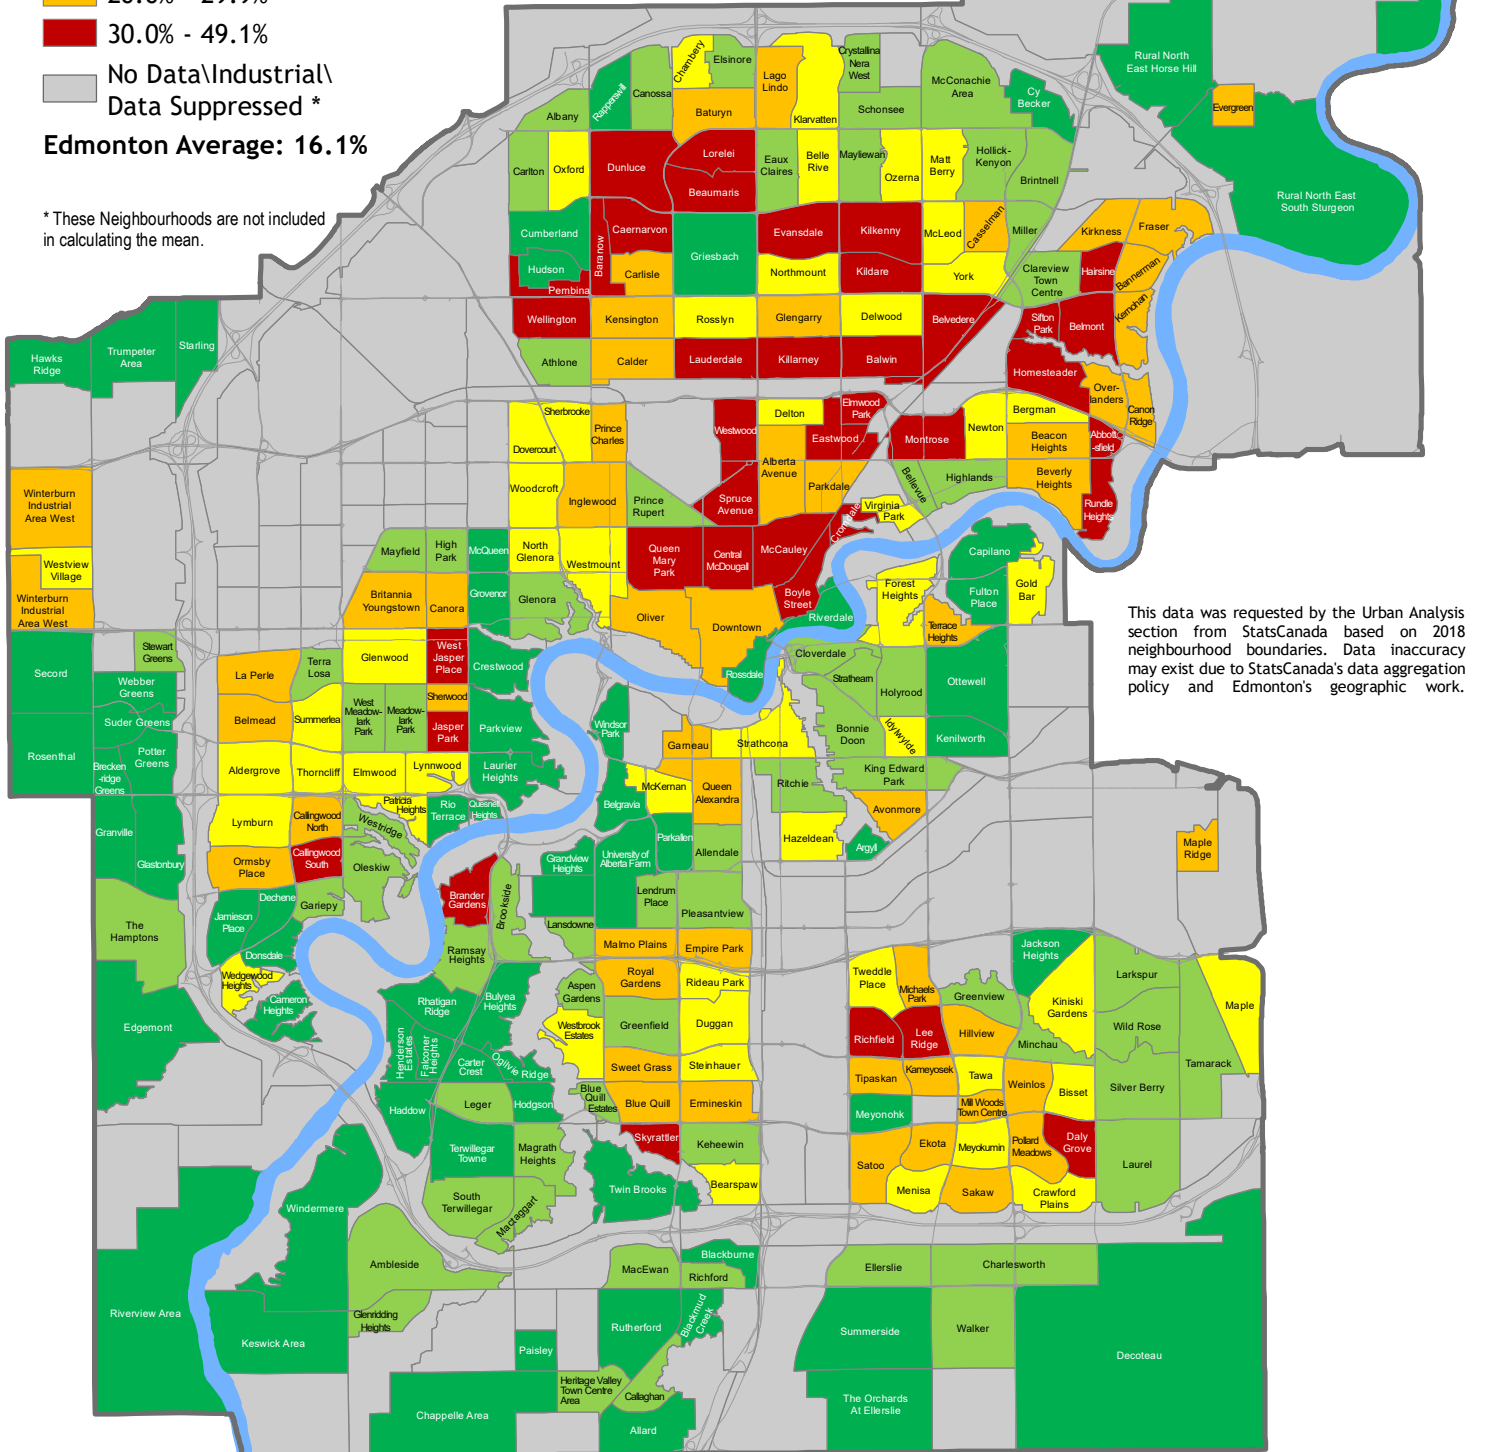 20.0% - 29.9%
30.0% - 49.1%
No Data\Industrial\
Data Suppressed *
Edmonton Average: 16.1%
* These Neighbourhoods are not included
in calculating the mean.
This data was requested by the Urban Analysis
section from StatsCanada based on 2018
neighbourhood boundaries. Data inaccuracy
may exist due to StatsCanada's data aggregation
policy and Edmonton's geographic work.
Chambery
Elsinore
Crystallina
Nera
West
Rural North
East Horse Hill
Rapperswill
Canossa
Lago
Lindo
McConachie
Area
Cy
Becker
Albany
Baturyn
Klarvatten
Schonsee
Evergreen
Carlton
Oxford
Dunluce
Lorelei
Beaumaris
Eaux
Claires
Belle
Rive
Mayliewan
Ozerna
Matt
Berry
Hollick-
Kenyon
Brintnell
Rural North East
South Sturgeon
Cumberland
Hudson
Pembina
Baranow
Caernarvon
Carlisle
Griesbach
Evansdale
Northmount
Kilkenny
Kildare
McLeod
Casselman
York
Miller
Clareview
Town
Centre
Kirkness
Fraser
Hairsine
Bannerman
Kernohan
Wellington
Kensington
Rosslyn
Glengarry
Delwood
Belvedere
Sifton
Park
Belmont
Hawks
Ridge
Trumpeter
Area
Starling
Athlone
Calder
Lauderdale
Killarney
Balwin
Homesteader
Over-
landers
Canon
Ridge
Sherbrooke
Dovercourt
Prince
Charles
Westwood
Delton
Elmwood
Park
Eastwood
Montrose
Newton
Bergman
Beacon
Heights
Abbott
-sfield
Woodcroft
Inglewood
Prince
Rupert
Spruce
Avenue
Alberta
Avenue
Parkdale
Bellevue
Highlands
Beverly
Heights
Rundle
Heights
Virginia
Park
Cromdale
Winterburn
Industrial
Area West
Westview
Village
Winterburn
Industrial
Area West
Mayfield
High
Park
McQueen
North
Glenora
Westmount
Queen
Mary
Park
Central
McDougall
McCauley
Boyle
Street
Capilano
Britannia
Youngstown
Canora
Grovenor
Glenora
Oliver
Downtown
Riverdale
Forest
Heights
Fulton
Place
Gold
Bar
Terrace
Heights
Secord
Stewart
Greens
Webber
Greens
Suder Greens
Rosenthal
Potter
Greens
Brecken
-ridge
Greens
La Perle
Terra
Losa
Glenwood
West
Jasper
Place
Crestwood
Rossdale
Cloverdale
Strathearn
Holyrood
Ottewell
Belmead
Summerlea
West
Meadow-
lark
Park
Meadow-
lark
Park
Sherwood
Jasper
Park
Parkview
Windsor
Park
Garneau
Strathcona
Bonnie
Doon
Idylwylde
Kenilworth
Aldergrove
Thorncliff
Elmwood
Lynnwood
Laurier
Heights
McKernan
Queen
Alexandra
Ritchie
King Edward
Park
Granville
Glastonbury
Lymburn
Callingwood
North
Patricia
Heights
Westridge
Rio
Terrace
Quesnell
Heights
Belgravia
Parkallen
Allendale
Hazeldean
Avonmore
Argyll
Maple
Ridge
Ormsby
Place
Callingwood
South
Oleskiw
Gariepy
Brander
Gardens
Brookside
Grandview
Heights
University of
Alberta Farm
Lendrum
Place
Pleasantview
Lansdowne
The
Hamptons
Dechene
Jamieson
Place
Donsdale
Wedgewood
Heights
Cameron
Heights
Ramsay
Heights
Malmo Plains
Empire Park
Royal
Gardens
Rideau Park
Edgemont
Rhatigan
Ridge
Bulyea
Heights
Aspen
Gardens
Westbrook
Estates
Greenfield
Duggan
Henderson
Estates
Falconer
Heights
Carter
Crest
Ogilvie Ridge
Sweet Grass
Steinhauer
Haddow
Leger
Hodgson
Blue
Quill
Estates
Blue Quill
Ermineskin
Terwillegar
Towne
Magrath
Heights
Skyrattler
Keheewin
South
Terwillegar
Mactaggart
Twin Brooks
Bearspaw
Tweddle
Place
Michaels
Park
Greenview
Jackson
Heights
Kiniski
Gardens
Larkspur
Maple
Richfield
Lee
Ridge
Hillview
Minchau
Wild Rose
Tamarack
Tipaskan
Kameyosek
Tawa
Weinlos
Bisset
Silver Berry
Meyonohk
Mill Woods
Town Centre
Satoo
Ekota
Meyokumin
Pollard
Meadows
Daly
Grove
Laurel
Menisa
Sakaw
Crawford
Plains
Windermere
Ambleside
MacEwan
Blackburne
Richford
Ellerslie
Charlesworth
Riverview Area
Keswick Area
Glenridding
Heights
Rutherford
Blackmud
Creek
Paisley
Summerside
Walker
Decoteau
Heritage Valley
Town Centre
Area
Callaghan
Chappelle Area
Allard
The Orchards
At Ellerslie